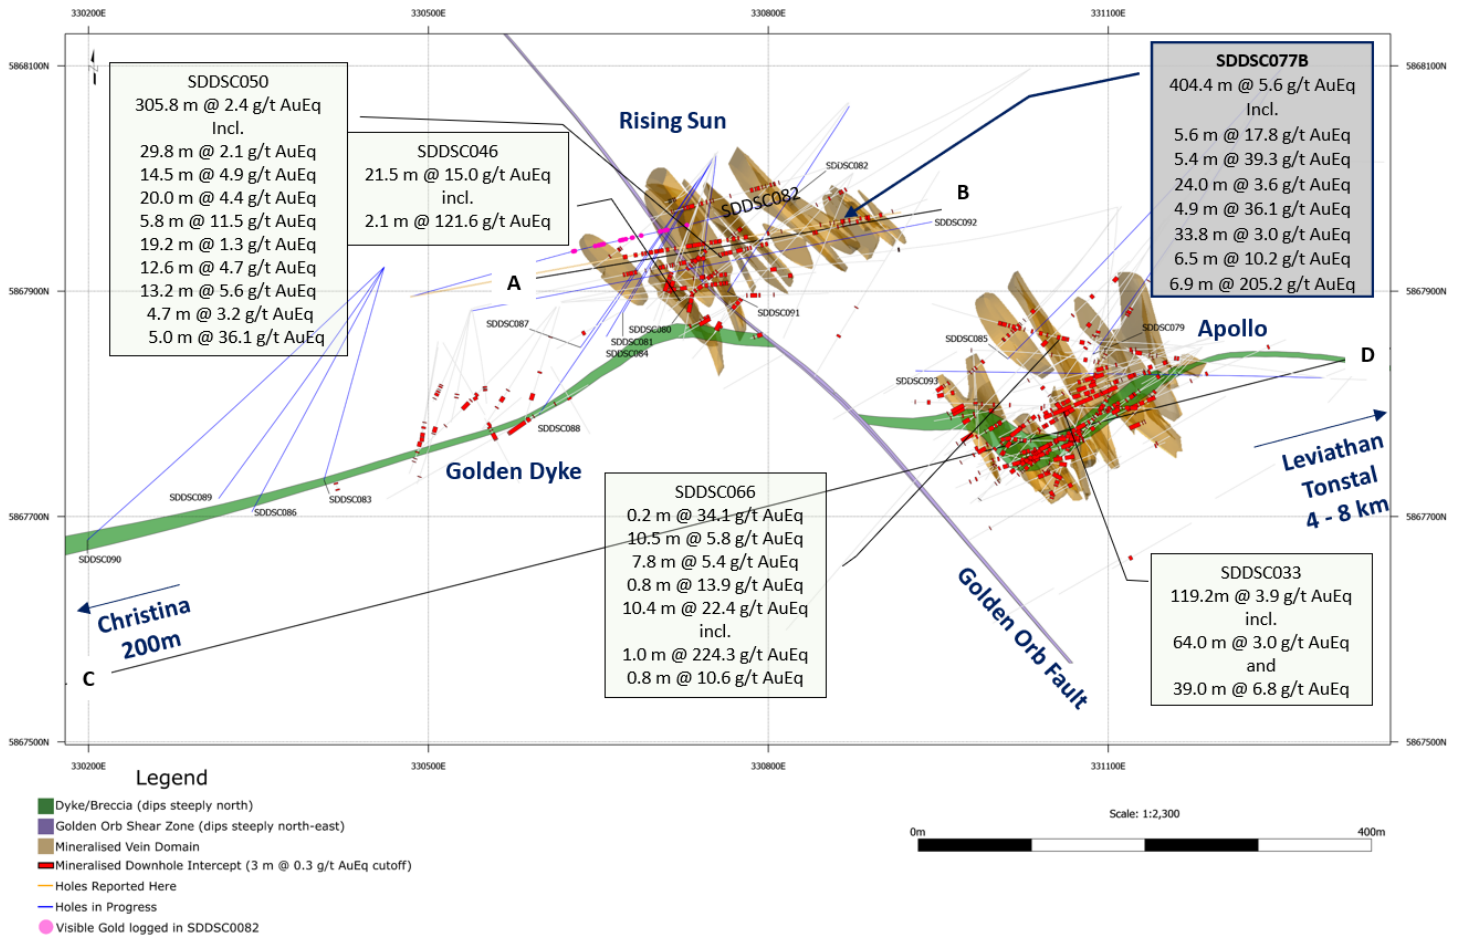 330200E
330500E
330800E
331100E
5868100N
5868100N
SDDSC050
305.8 m @ 2.4 g/t AuEq
Incl.
29.8 m @ 2.1 g/t AuEq
14.5 m @ 4.9 g/t AuEq
20.0 m @ 4.4 g/t AuEq
5.8 m @ 11.5 g/t AuEq
19.2 m @ 1.3 g/t AuEq
12.6 m @ 4.7 g/t AuEq
13.2 m @ 5.6 g/t AuEq
4.7 m @ 3.2 g/t AuEq
5.0 m @ 36.1 g/t AuEq
SDDSC046
21.5 m @ 15.0 g/t AuEq
incl.
2.1 m @ 121.6 g/t AuEq
Rising Sun
SDDSC077B
404.4 m @ 5.6 g/t AuEq
Incl.
5.6 m @ 17.8 g/t AuEq
5.4 m @ 39.3 g/t AuEq
24.0 m @ 3.6 g/t AuEq
4.9 m @ 36.1 g/t AuEq
33.8 m @ 3.0 g/t AuEq
6.5 m @ 10.2 g/t AuEq
6.9 m @ 205.2 g/t AuEq
SDDSC082
SDDSC082
B
SDDSC092
A
5867900N
5867900N
SDDSC091
SDDSC087
SDDSC080
SDDSC081
SDDSC084
SDDSC079
Apollo
SDDSC085
D
SDDSC093
SDDSC088
Golden Dyke
SDDSC089
SDDSC083
SDDSC086
Leviathan
Tonstal
4 - 8 km
5867700N
5867700N
SDDSC090
SDDSC066
0.2 m @ 34.1 g/t AuEq
10.5 m @ 5.8 g/t AuEq
7.8 m @ 5.4 g/t AuEq
0.8 m @ 13.9 g/t AuEq
10.4 m @ 22.4 g/t AuEq
incl.
1.0 m @ 224.3 g/t AuEq
0.8 m @ 10.6 g/t AuEq
Golden Orb Fault
SDDSC033
119.2m @ 3.9 g/t AuEq
incl.
64.0 m @ 3.0 g/t AuEq
and
39.0 m @ 6.8 g/t AuEq
Christina
200m
C
5867500N
5867500N
330200E
330500E
330800E
331100E
Legend
Dyke/Breccia (dips steeply north)
Golden Orb Shear Zone (dips steeply north-east)
Mineralised Vein Domain
Mineralised Downhole Intercept (3 m @ 0.3 g/t AuEq cutoff)
Holes Reported Here
Holes in Progress
Visible Gold logged in SDDSC0082
Scale: 1:2,300
0m
400m